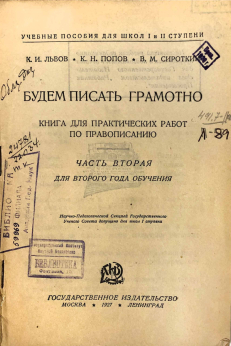 УЧЕБНЫЕ ПОСОБИЯ ДЛЯ ШКОЛ I и II СТУПЕНИ
К. И. ЛЬВОВ • К. Н. ПОПОВ • В. М. СИРОТКИН
БУДЕМ ПИСАТЬ ГРАМОТНО
КНИГА ДЛЯ ПРАКТИЧЕСКИХ РАБОТ
ПО ПРАВОПИСАНИЮ
ЧАСТЬ ВТОРАЯ
ДЛЯ ВТОРОГО ГОДА ОБУЧЕНИЯ
Научно-Педагогической Секцией Государственного
Ученого Совета допущено для школ I ступени
БИБЛИОТЕКА
ГОСУДАРСТВЕННОЕ ИЗДАТЕЛЬСТВО
МОСКВА • 1927 • ЛЕНИНГРАД